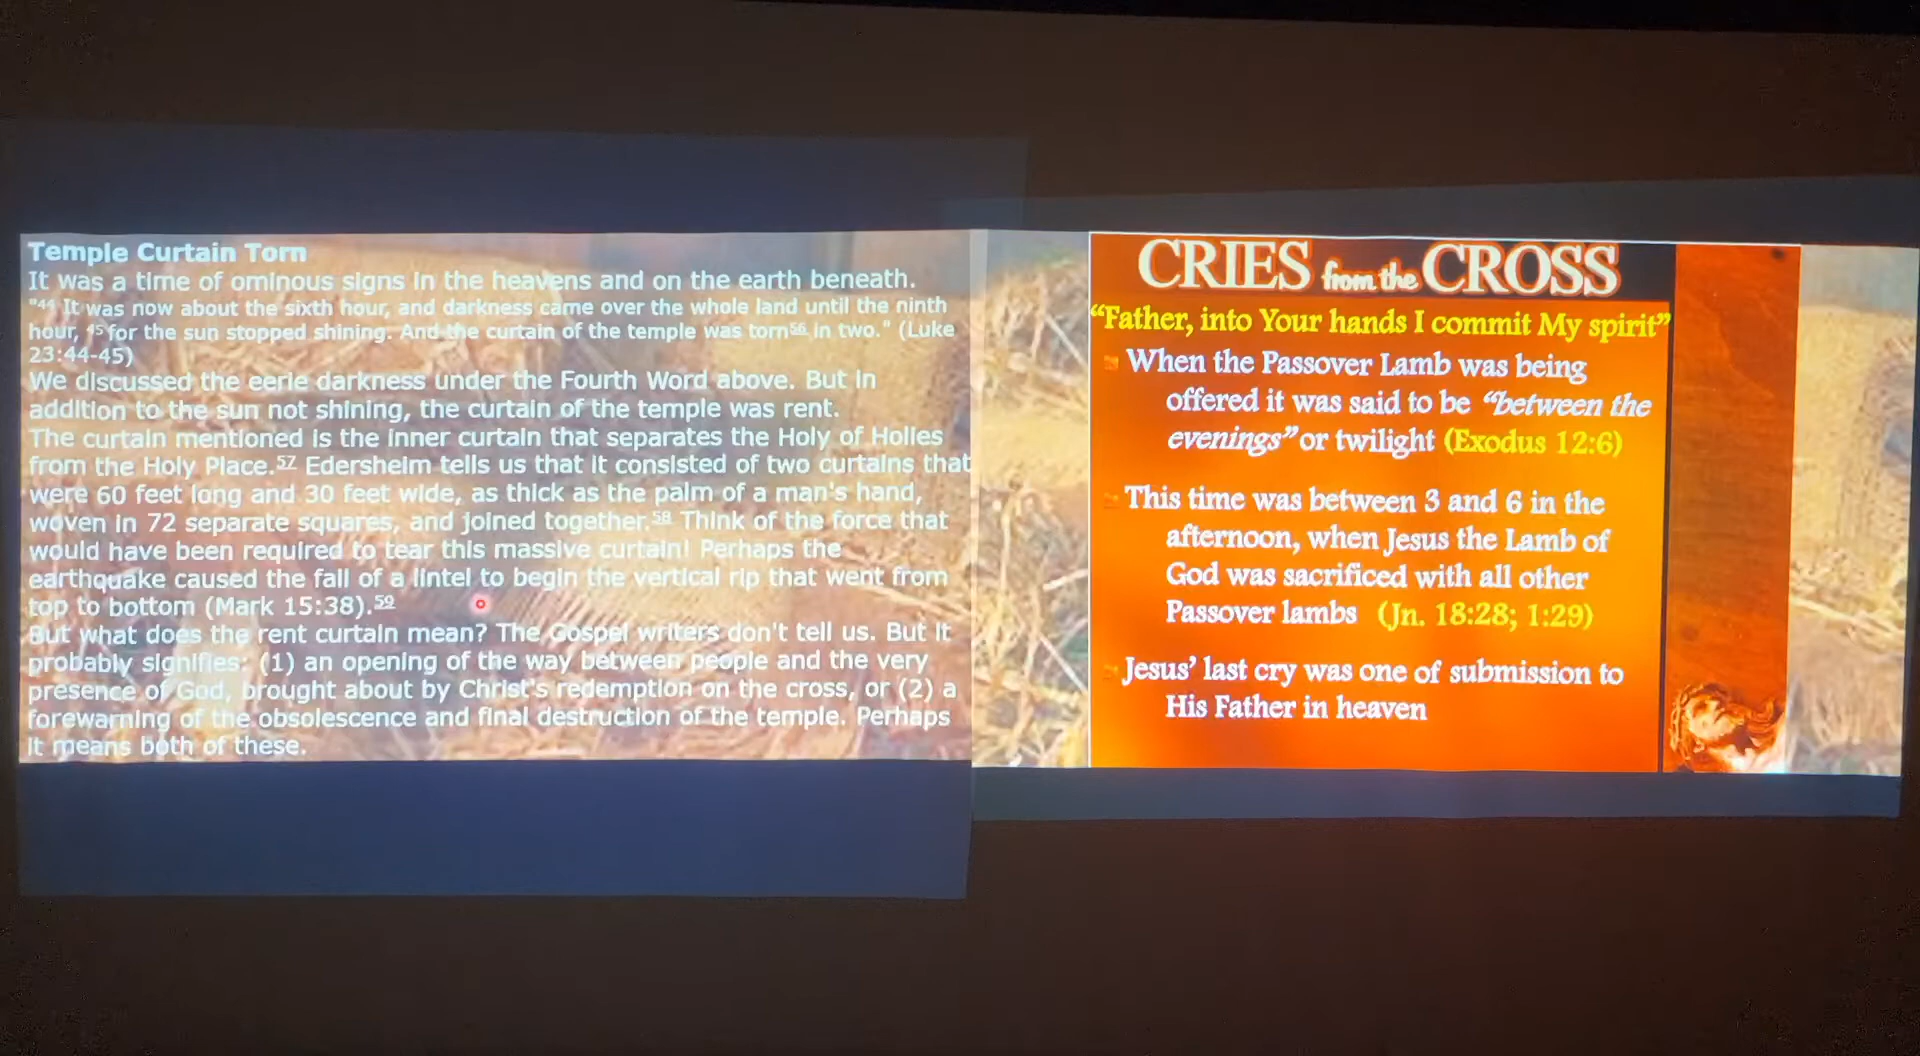 Temple Curtain Torn
It was a time of ominous signs in the heavens and on the earth beneath.
"44 It was now about the sixth hour, and darkness came over the whole land until the ninth
hour, 45 for the sun stopped shining. And the curtain of the temple was torn56 in two." (Luke
23:44-45)
We discussed the eerie darkness under the Fourth Word above. But in
addition to the sun not shining, the curtain of the temple was rent.
The curtain mentioned is the inner curtain that separates the Holy of Holies
from the Holy Place.57 Edersheim tells us that it consisted of two curtains that
were 60 feet long and 30 feet wide, as thick as the palm of a man's hand,
woven in 72 separate squares, and joined together.58 Think of the force that
would have been required to tear this massive curtain! Perhaps the
earthquake caused the fall of a lintel to begin the vertical rip that went from
top to bottom (Mark 15:38).59
But what does the rent curtain mean? The Gospel writers don't tell us. But it
probably signifies: (1) an opening of the way between people and the very
presence of God, brought about by Christ's redemption on the cross, or (2) a
forewarning of the obsolescence and final destruction of the temple. Perhaps
it means both of these.
CRIES from the CROSS
“Father, into Your hands I commit My spirit”
When the Passover Lamb was being
offered it was said to be “between the
evenings” or twilight (Exodus 12:6)
This time was between 3 and 6 in the
afternoon, when Jesus the Lamb of
God was sacrificed with all other
Passover lambs (Jn. 18:28; 1:29)
Jesus’ last cry was one of submission to
His Father in heaven